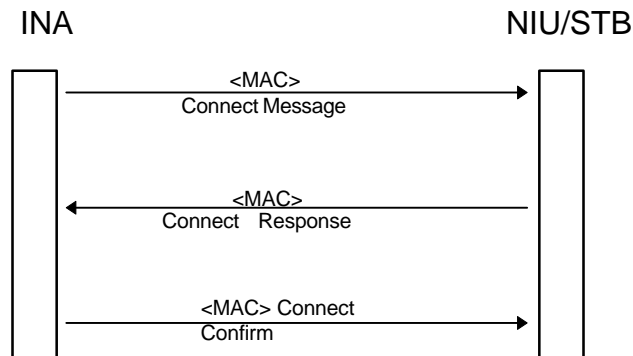 INA NIU/STB
<MAC>
Connect Message
<MAC>
Connect Response
<MAC> Connect
Confirm